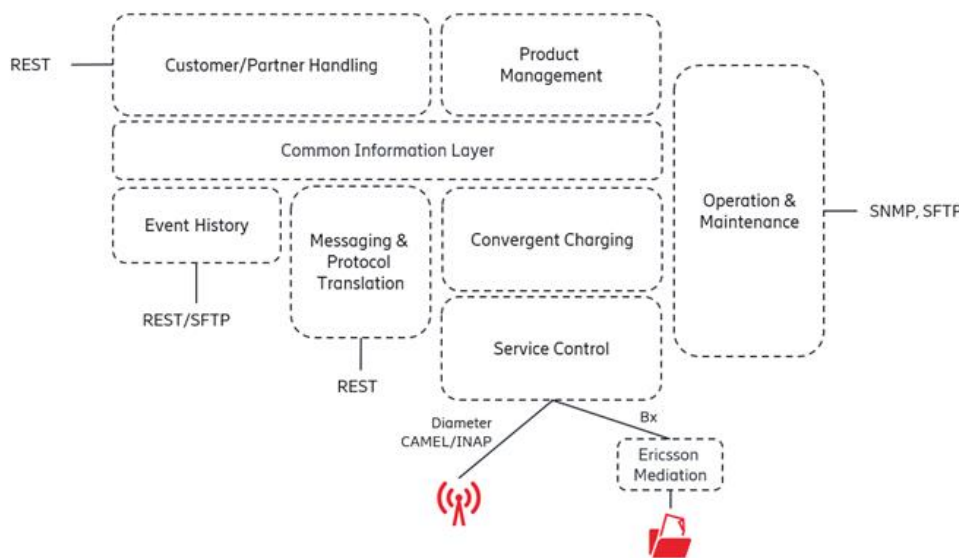 REST
Customer/Partner Handling
Product
Management
Common Information Layer
Event History
Messaging &
Protocol
Translation
Convergent Charging
Operation &
Maintenance
SNMP, SFTP
REST/SFTP
REST
Service Control
Diameter
CAMEL/INAP
Bx
Ericsson
Mediation